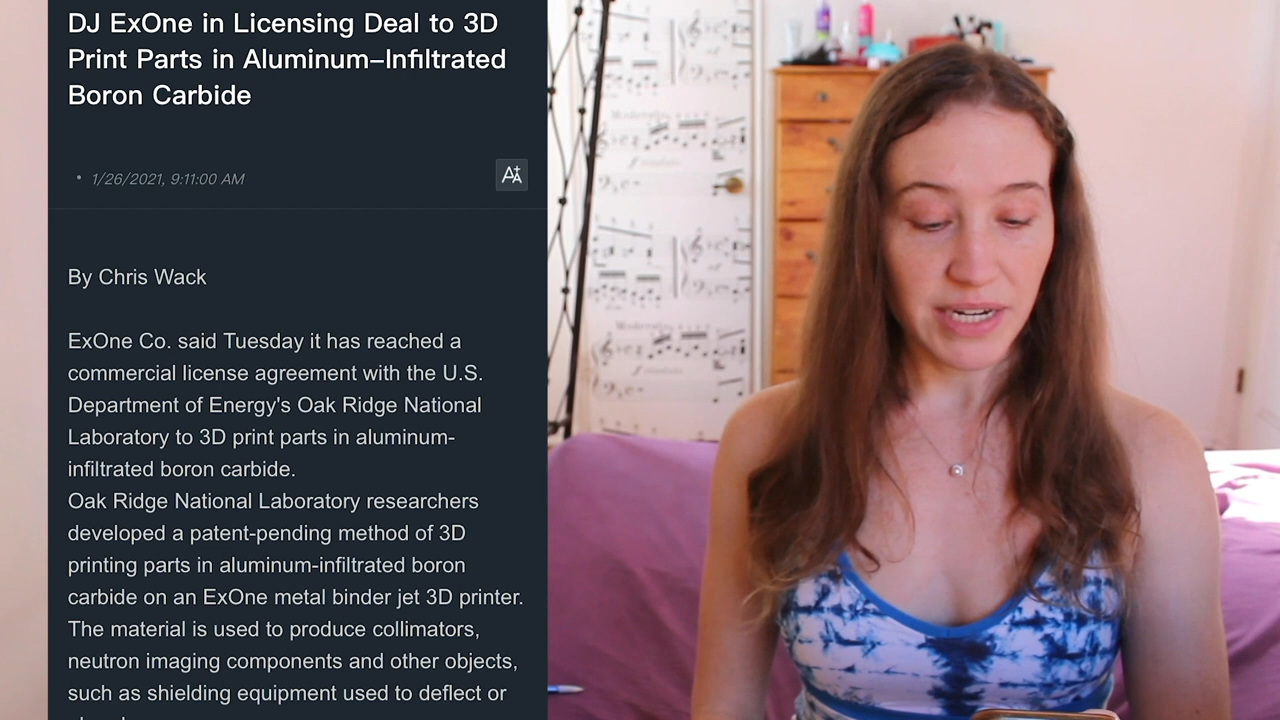 DJ ExOne in Licensing Deal to 3D
Print Parts in Aluminum–Infiltrated
Boron Carbide
• 1/26/2021, 9:11:00 AM
By Chris Wack
ExOne Co. said Tuesday it has reached a
commercial license agreement with the U.S.
Department of Energy's Oak Ridge National
Laboratory to 3D print parts in aluminum-
infiltrated boron carbide.
Oak Ridge National Laboratory researchers
developed a patent-pending method of 3D
printing parts in aluminum-infiltrated boron
carbide on an ExOne metal binder jet 3D printer.
The material is used to produce collimators,
neutron imaging components and other objects,
such as shielding equipment used to deflect or
Moderato
Moderato